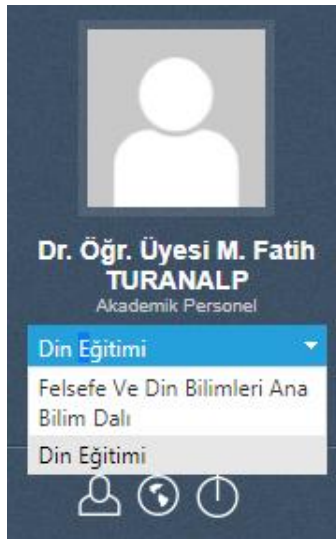 Dr. Öğr. Üyesi M. Fatih
TURANALP
Akademik Personel
Din Eğitimi
Felsefe Ve Din Bilimleri Ana
Bilim Dalı
Din Eğitimi